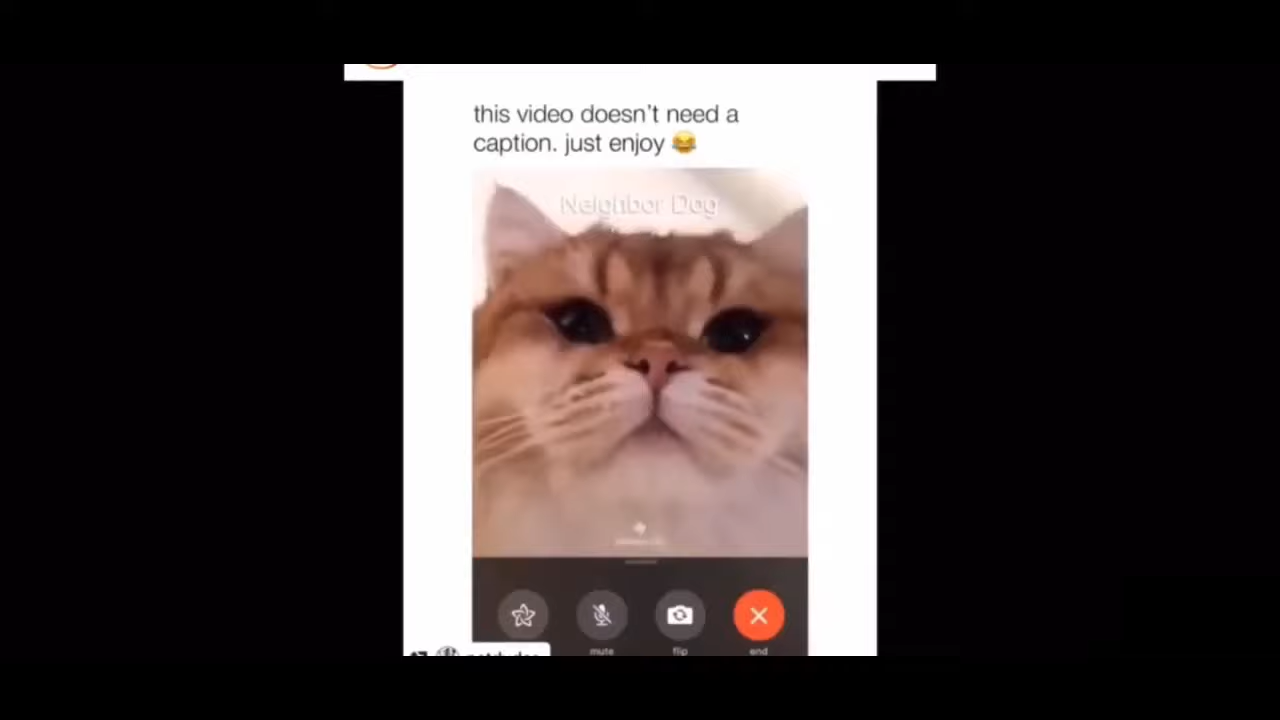 this video doesn't need a
caption. just enjoy 😂
Neighbor Dog
mute
flip
end